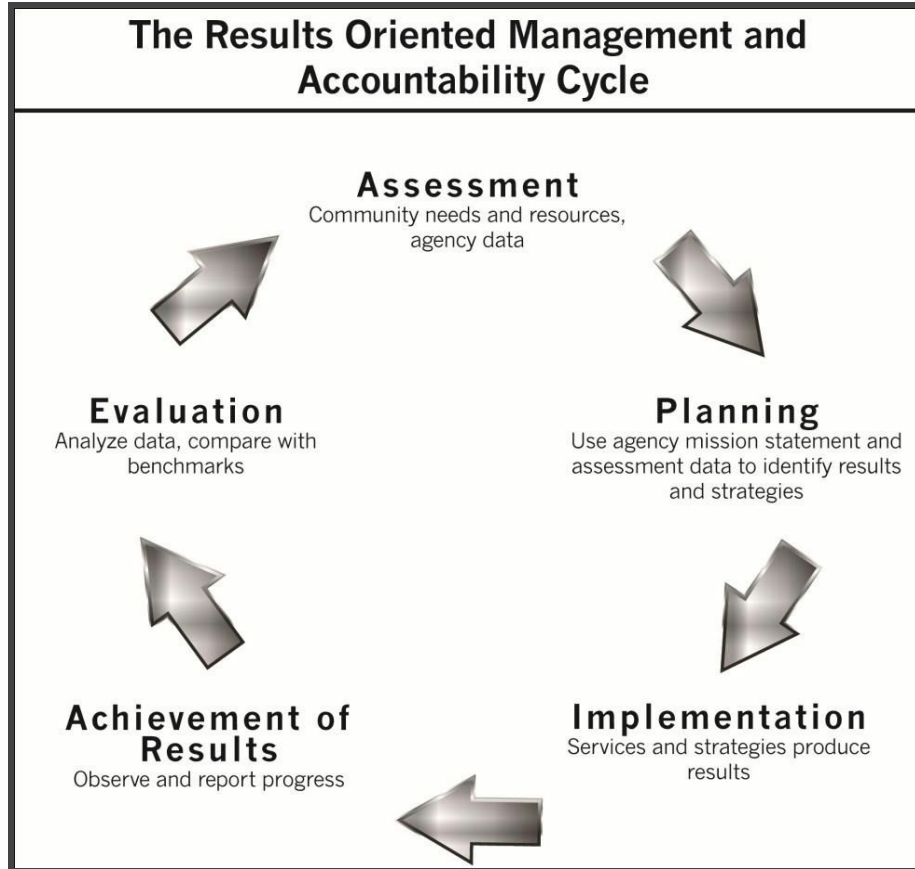 The Results Oriented Management and
Accountability Cycle
Assessment
Community needs and resources,
agency data
Planning
Use agency mission statement and
assessment data to identify results
and strategies
Implementation
Services and strategies produce
results
Achievement of
Results
Observe and report progress
Evaluation
Analyze data, compare with
benchmarks